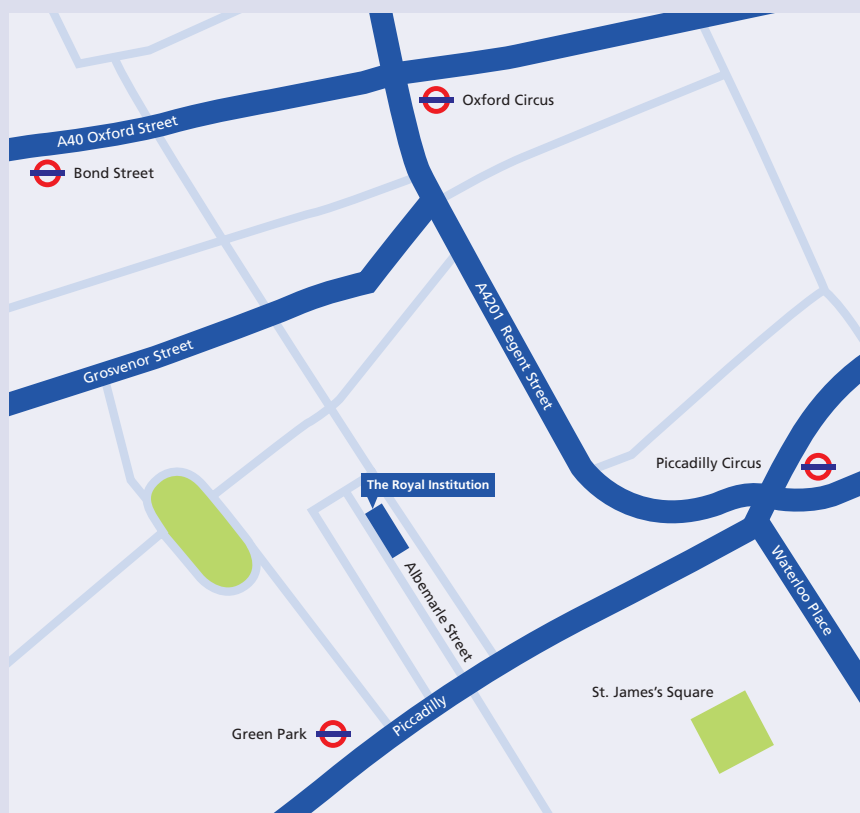 Oxford Circus
A40 Oxford Street
Bond Street
A4201 Regent Street
Grosvenor Street
Piccadilly Circus
The Royal Institution
Waterloo Place
Albemarle Street
St. James's Square
Piccadilly
Green Park